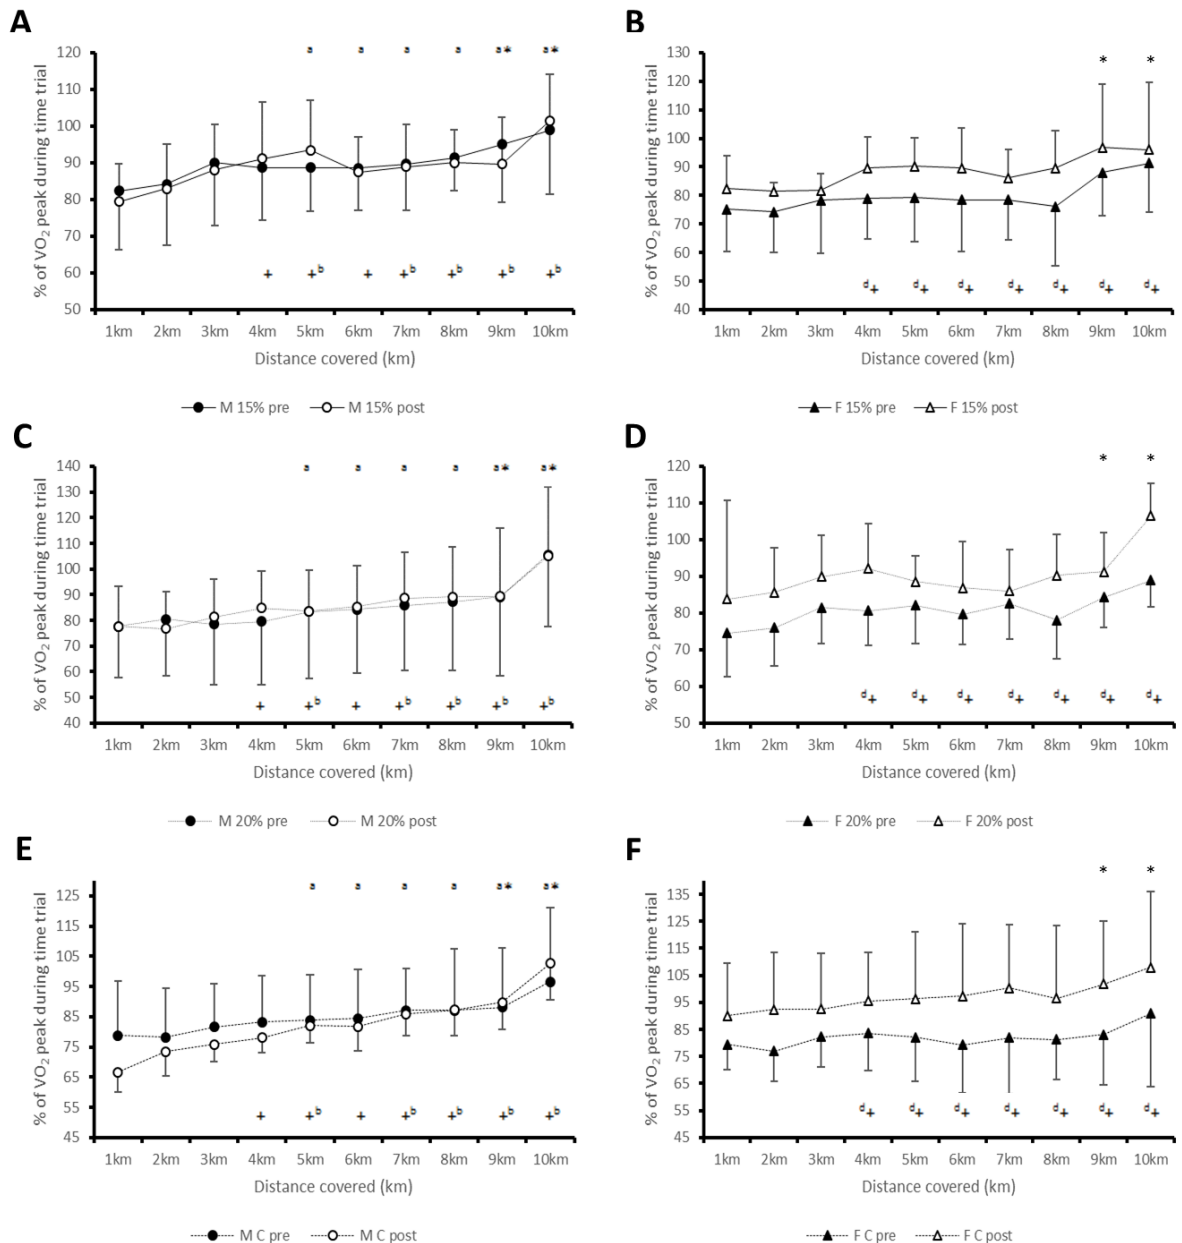 A
120
110
100
90
80
70
60
50
% of VO2 peak during time trial
a a a a a* a*
+ +b + +b +b +b +b
1km 2km 3km 4km 5km 6km 7km 8km 9km 10km
Distance covered (km)
M 15% pre M 15% post
B
130
120
110
100
90
80
70
60
50
40
% of VO2 peak during time trial
* *
d+ d+ d+ d+ d+ d+ d+
1km 2km 3km 4km 5km 6km 7km 8km 9km 10km
Distance covered (km)
F 15% pre F 15% post
C
140
130
120
110
100
90
80
70
60
50
40
% of VO2 peak during time trial
a a a a a* a*
+ +b + +b +b +b +b
1km 2km 3km 4km 5km 6km 7km 8km 9km 10km
Distance covered (km)
M 20% pre M 20% post
D
120
110
100
90
80
70
60
50
% of VO2 peak during time trial
* *
d+ d+ d+ d+ d+ d+ d+
1km 2km 3km 4km 5km 6km 7km 8km 9km 10km
Distance covered (km)
F 20% pre F 20% post
E
125
115
105
95
85
75
65
55
45
% of VO2 peak during time trial
a a a a a* a*
+ +b + +b +b +b +b
1km 2km 3km 4km 5km 6km 7km 8km 9km 10km
Distance covered (km)
M C pre M C post
F
135
125
115
105
95
85
75
65
55
45
% of VO2 peak during time trial
* *
d+ d+ d+ d+ d+ d+ d+
1km 2km 3km 4km 5km 6km 7km 8km 9km 10km
Distance covered (km)
F C pre F C post